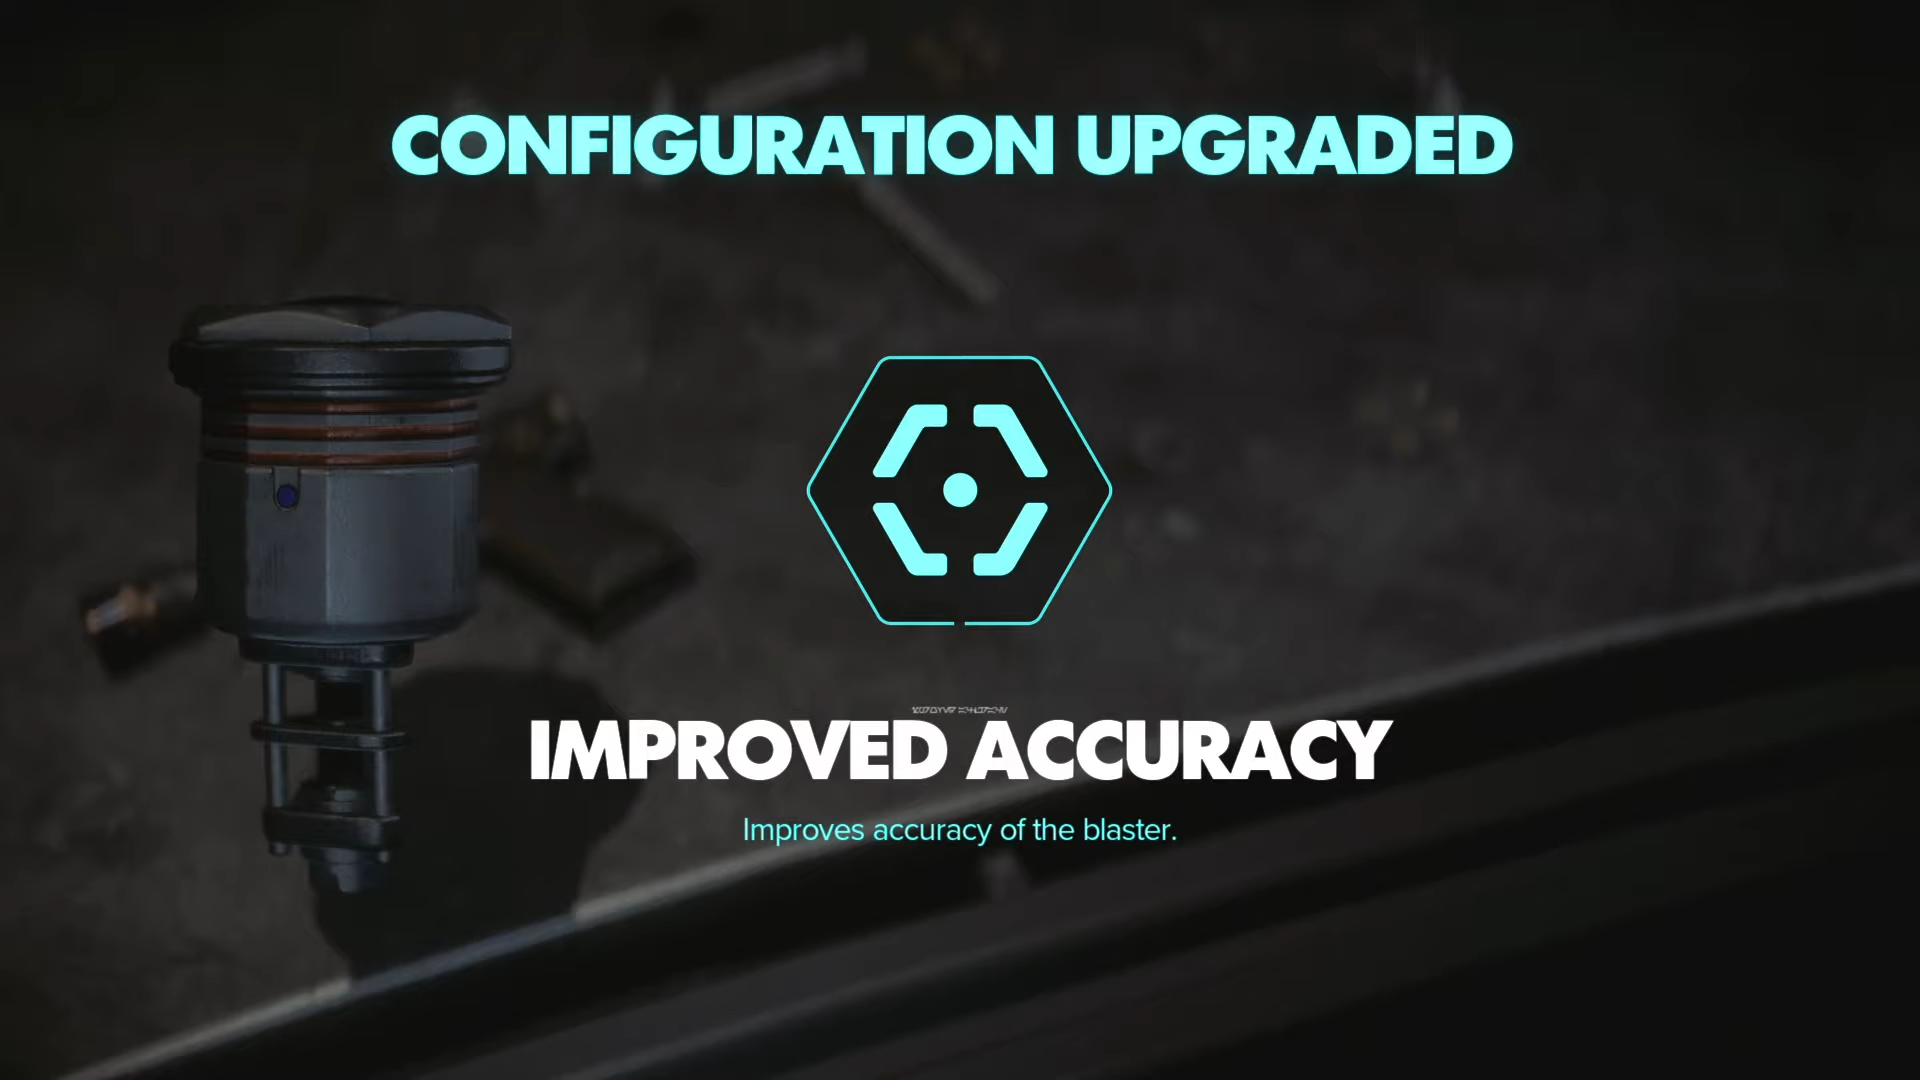 CONFIGURATION UPGRADED
IMPROVED ACCURACY
Improves accuracy of the blaster.